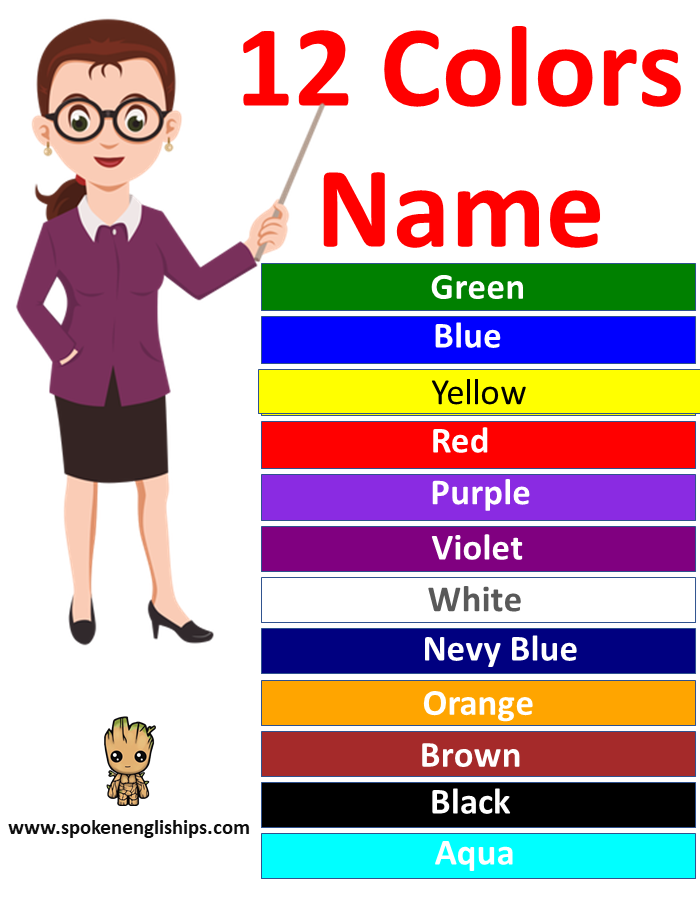 12 Colors
Name
Green
Blue
Yellow
Red
Purple
Violet
White
Nevy Blue
Orange
Brown
Black
Aqua
www.spokenengliships.com